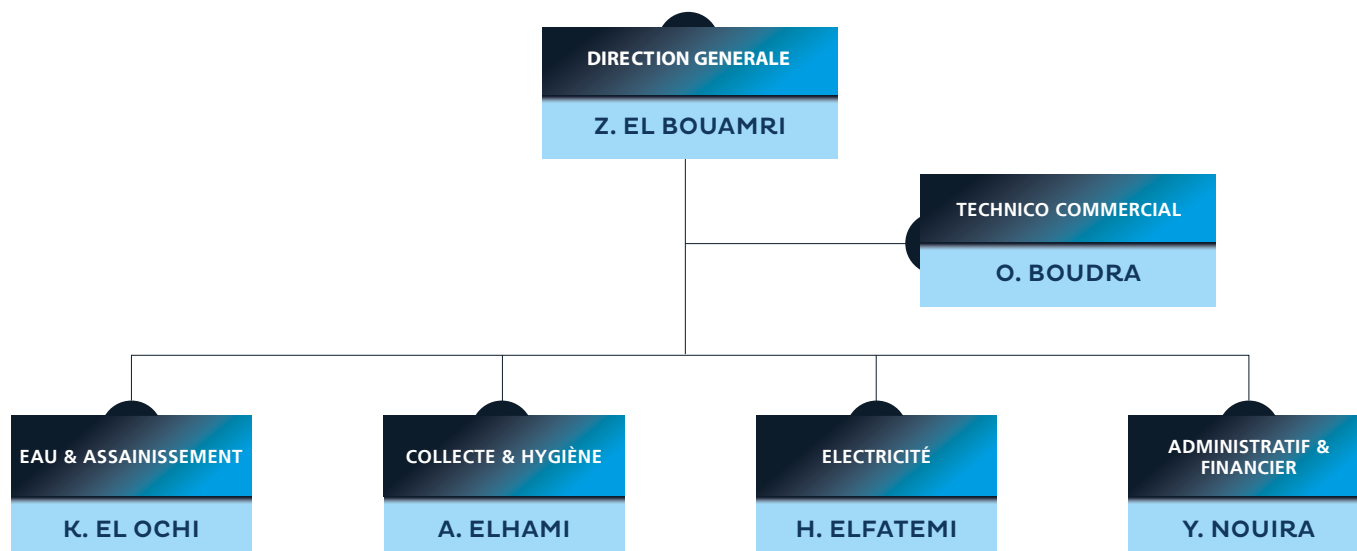 DIRECTION GENERALE
Z. EL BOUAMRI
TECHNICO COMMERCIAL
O. BOUDRA
EAU & ASSAINISSEMENT
K. EL OCHI
COLLECTE & HYGIÈNE
A. ELHAMI
ELECTRICITÉ
H. ELFATEMI
ADMINISTRATIF &
FINANCIER
Y. NOUIRA